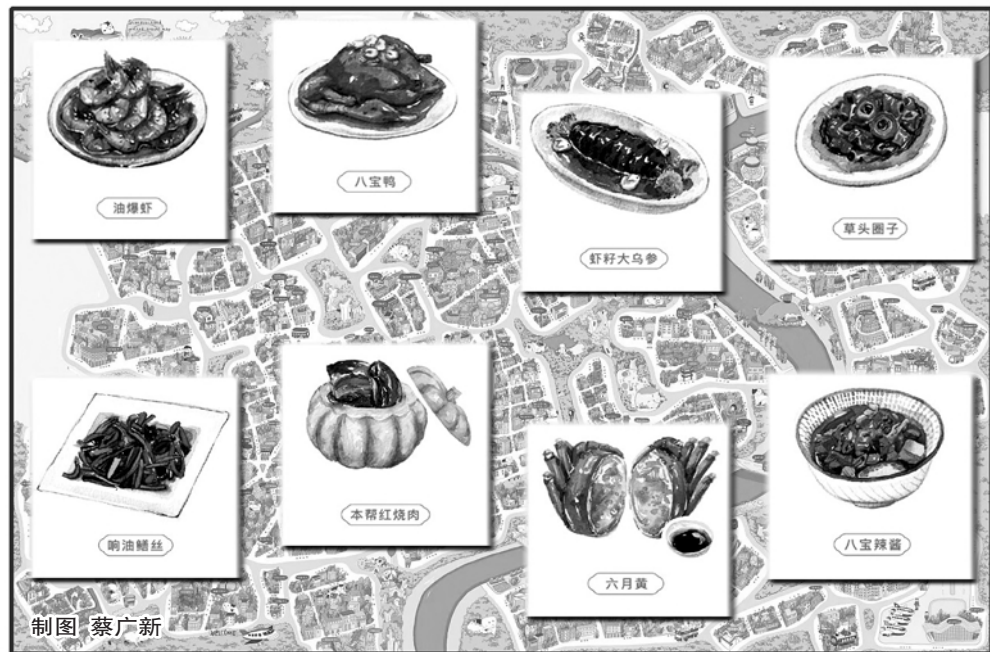 油爆虾
八宝鸭
虾籽大乌参
草头圈子
响油鳝丝
本帮红烧肉
六月黄
八宝辣酱
制图 蔡广新